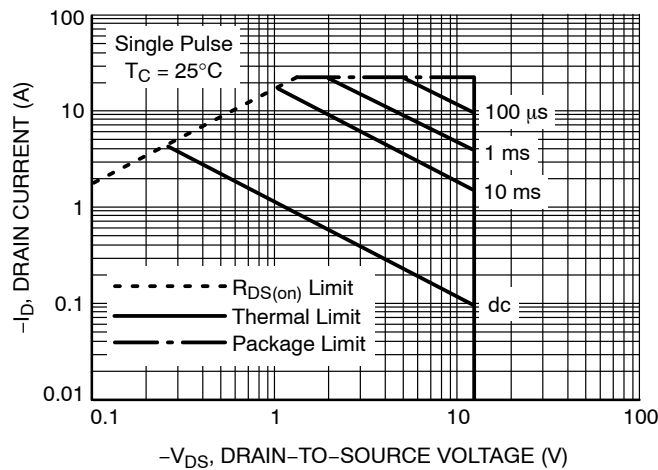 100
Single Pulse
T_C = 25°C
10
100 μs
1 ms
10 ms
1
R_DS(on) Limit
Thermal Limit
Package Limit
dc
0.1
0.01
0.1
1
10
100
–I_D, DRAIN CURRENT (A)
–V_DS, DRAIN–TO–SOURCE VOLTAGE (V)